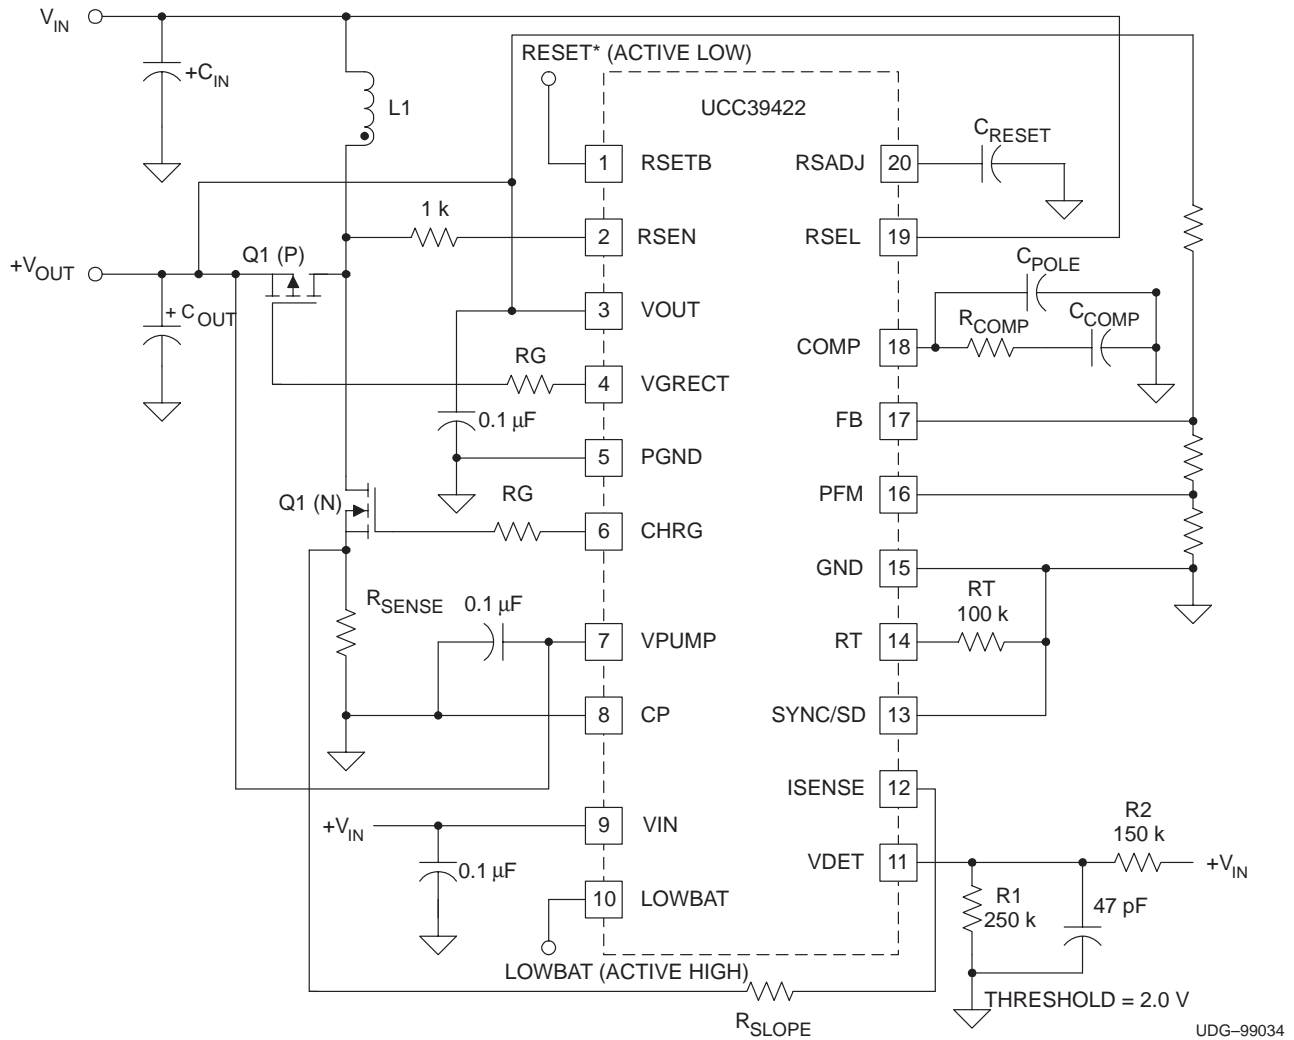 VIN
+CIN
L1
RESET* (ACTIVE LOW)
UCC39422
CRESET
1 RSETB
RSADJ 20
1 k
2 RSEN
RSEL 19
Q1 (P)
+VOUT
+ COUT
CPOLE
3 VOUT
RCOMP
CCOMP
COMP 18
RG
4 VGRECT
0.1 µF
FB 17
5 PGND
PFM 16
Q1 (N)
RG
6 CHRG
GND 15
RT
100 k
RSENSE
0.1 µF
7 VPUMP
RT 14
8 CP
SYNC/SD 13
ISENSE 12
+VIN
9 VIN
R2
150 k
VDET 11
+VIN
0.1 µF
10 LOWBAT
R1
250 k
47 pF
LOWBAT (ACTIVE HIGH)
THRESHOLD = 2.0 V
RSLOPE
UDG–99034